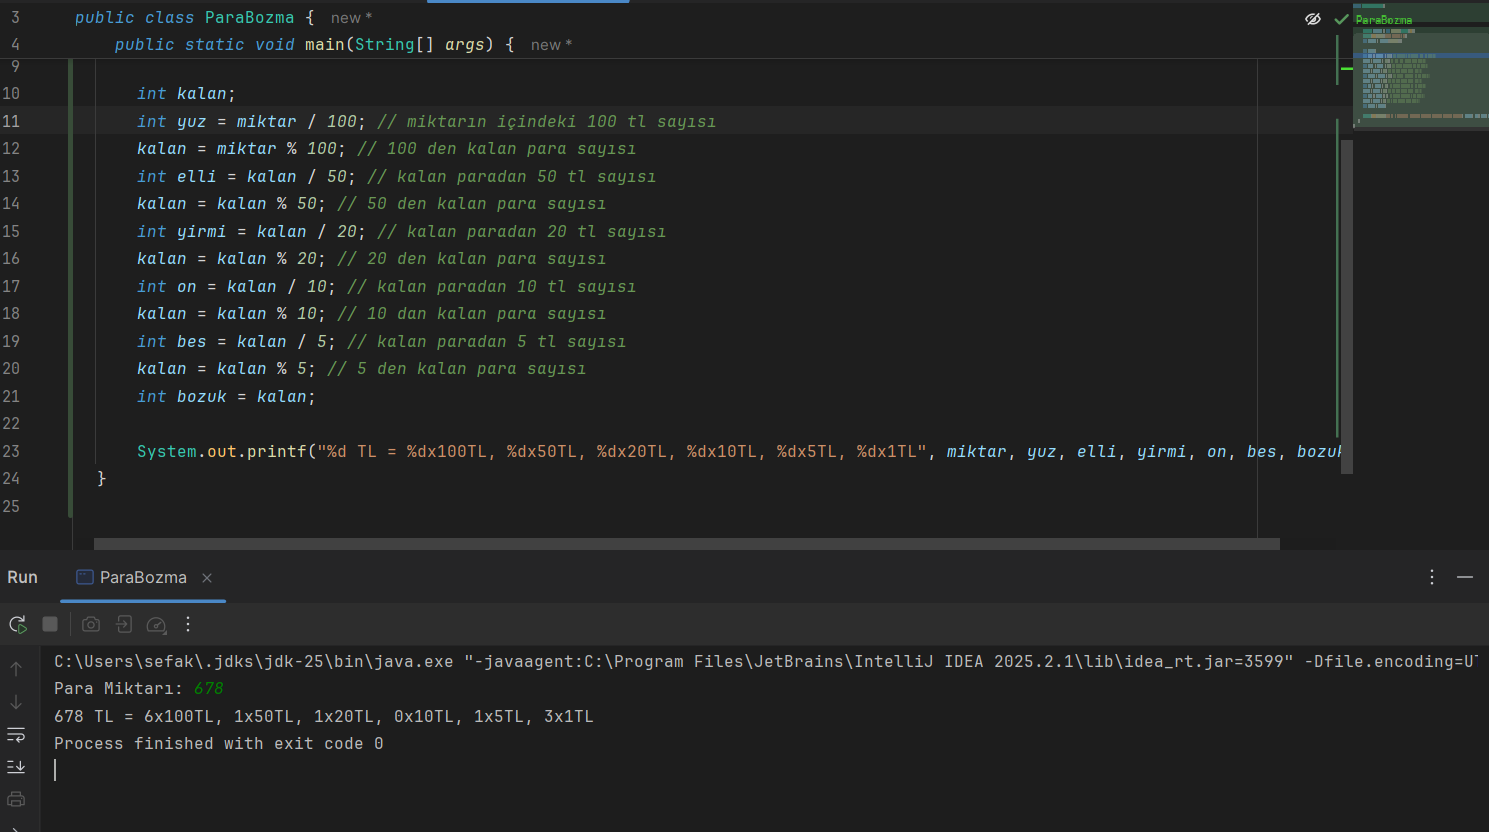 3 public class ParaBozma { new *
4 public static void main(String[] args) { new *
ParaBozma
9
10 int kalan;
11 int yuz = miktar / 100; // miktarın içindeki 100 tl sayısı
12 kalan = miktar % 100; // 100 den kalan para sayısı
13 int elli = kalan / 50; // kalan paradan 50 tl sayısı
14 kalan = kalan % 50; // 50 den kalan para sayısı
15 int yirmi = kalan / 20; // kalan paradan 20 tl sayısı
16 kalan = kalan % 20; // 20 den kalan para sayısı
17 int on = kalan / 10; // kalan paradan 10 tl sayısı
18 kalan = kalan % 10; // 10 dan kalan para sayısı
19 int bes = kalan / 5; // kalan paradan 5 tl sayısı
20 kalan = kalan % 5; // 5 den kalan para sayısı
21 int bozuk = kalan;
22
23 System.out.printf("%d TL = %dx100TL, %dx50TL, %dx20TL, %dx10TL, %dx5TL, %dx1TL", miktar, yuz, elli, yirmi, on, bes, bozuk
24 }
25
Run ParaBozma
C:\Users\sefak\.jdks\jdk-25\bin\java.exe "-javaagent:C:\Program Files\JetBrains\IntelliJ IDEA 2025.2.1\lib\idea_rt.jar=3599" -Dfile.encoding=UT
Para Miktarı: 678
678 TL = 6x100TL, 1x50TL, 1x20TL, 0x10TL, 1x5TL, 3x1TL
Process finished with exit code 0